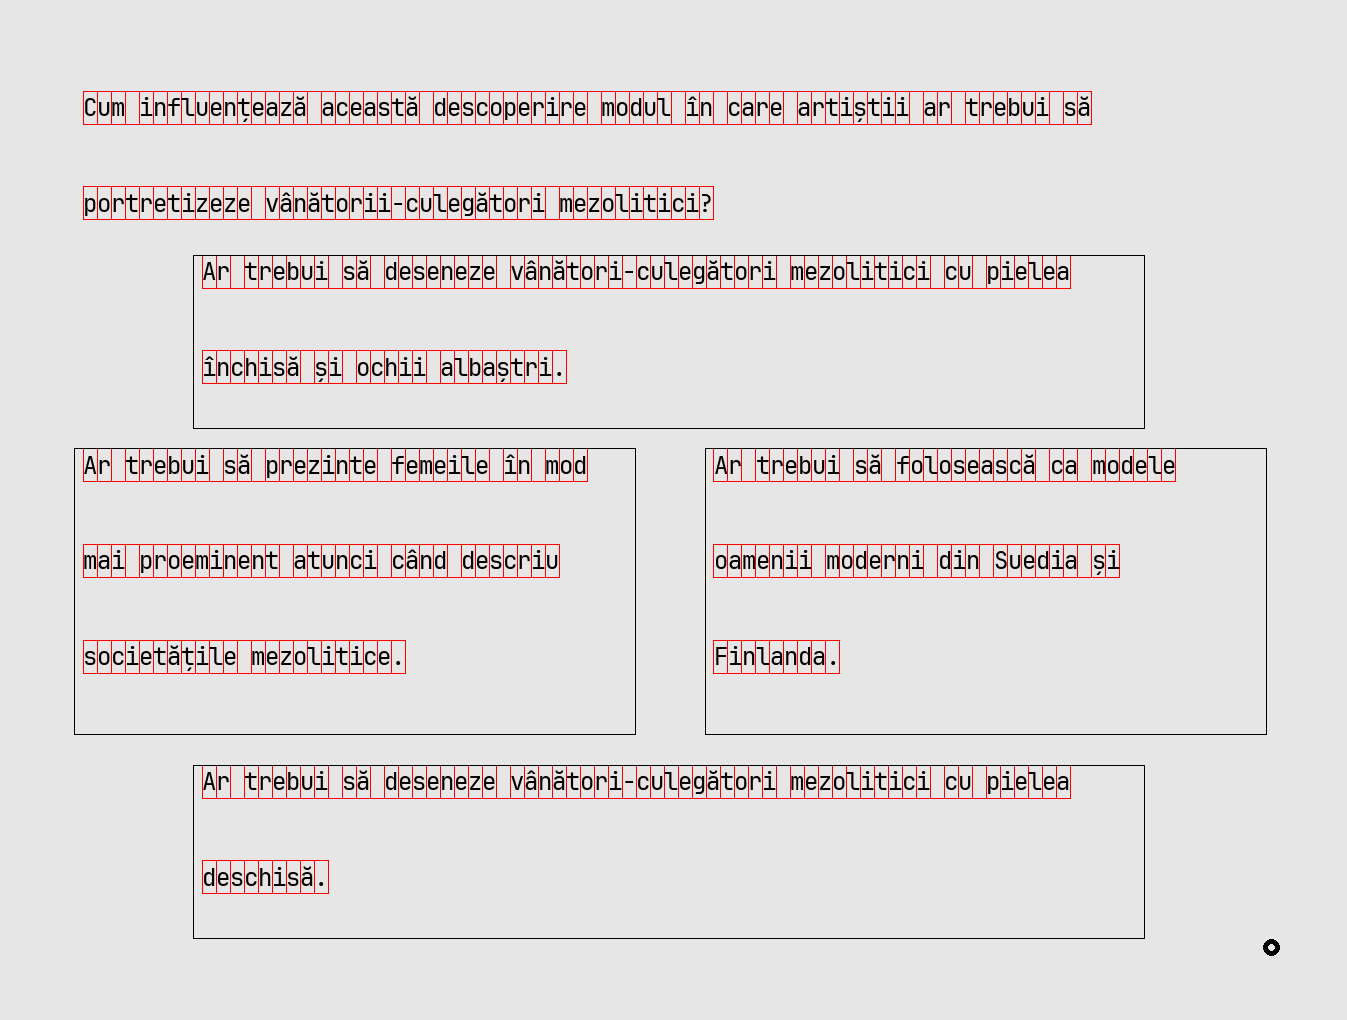 Cum influențează această descoperire modul în care artiștii ar trebui să
portretizeze vânătorii-culegători mezolitici?
Ar trebui să deseneze vânători-culegători mezolitici cu pielea
închisă și ochii albaștri.
Ar trebui să prezinte femeile în mod
mai proeminent atunci când descriu
societățile mezolitice.
Ar trebui să folosească ca modele
oamenii moderni din Suedia și
Finlanda.
Ar trebui să deseneze vânători-culegători mezolitici cu pielea
deschisă.